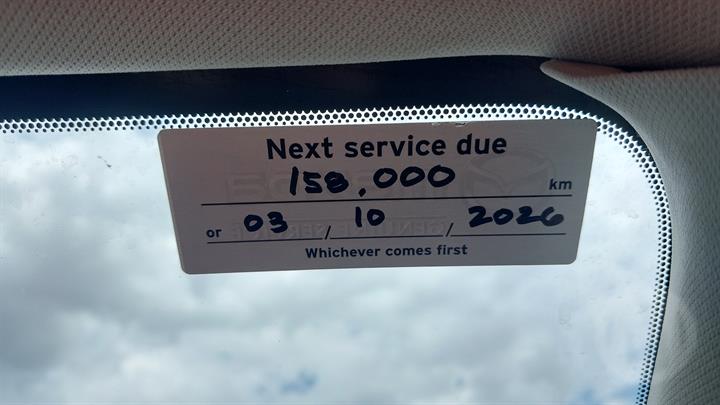 Next service due
158,000 km
or 03 / 10 / 2026
Whichever comes first